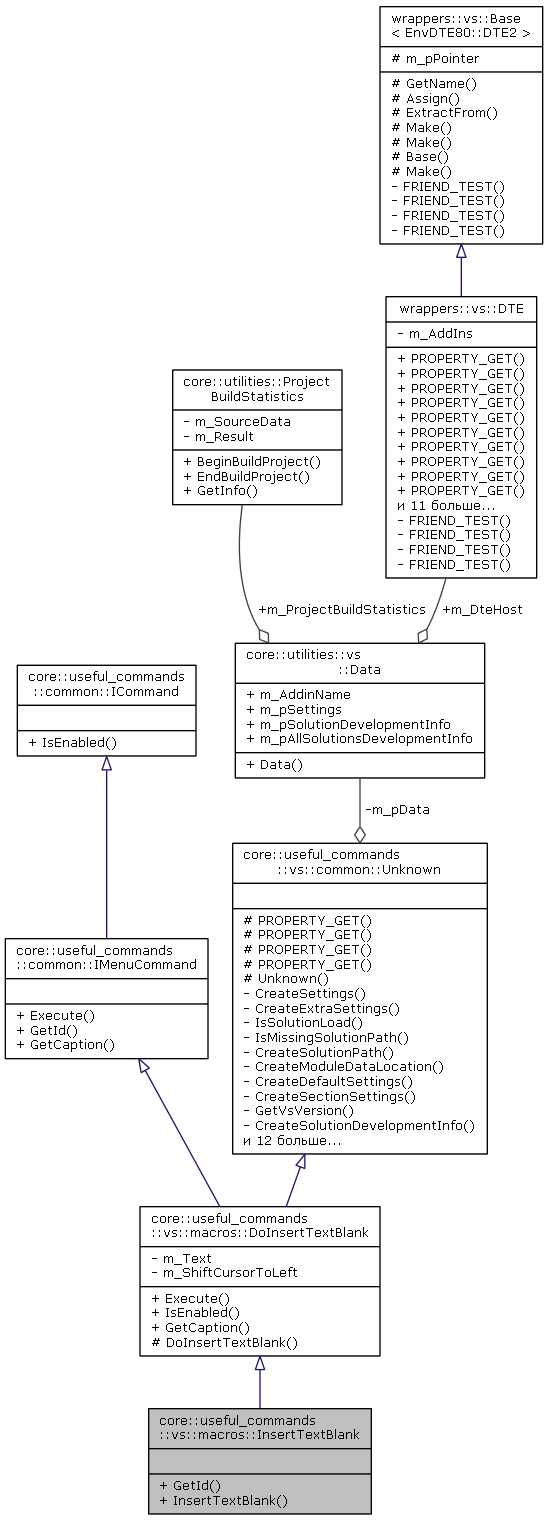 wrappers::vs::Base
< EnvDTE80::DTE2 >
# m_pPointer
# GetName()
# Assign()
# ExtractFrom()
# Make()
# Make()
# Base()
# Make()
- FRIEND_TEST()
- FRIEND_TEST()
- FRIEND_TEST()
- FRIEND_TEST()
wrappers::vs::DTE
- m_AddIns
+ PROPERTY_GET()
+ PROPERTY_GET()
+ PROPERTY_GET()
+ PROPERTY_GET()
+ PROPERTY_GET()
+ PROPERTY_GET()
+ PROPERTY_GET()
+ PROPERTY_GET()
+ PROPERTY_GET()
+ PROPERTY_GET()
и 11 больше...
- FRIEND_TEST()
- FRIEND_TEST()
- FRIEND_TEST()
- FRIEND_TEST()
core::utilities::Project
BuildStatistics
- m_SourceData
- m_Result
+ BeginBuildProject()
+ EndBuildProject()
+ GetInfo()
+m_ProjectBuildStatistics
+m_DteHost
core::utilities::vs
::Data
+ m_AddinName
+ m_pSettings
+ m_pSolutionDevelopmentInfo
+ m_pAllSolutionsDevelopmentInfo
+ Data()
core::useful_commands
::common::ICommand
+ IsEnabled()
-m_pData
core::useful_commands
::vs::common::Unknown
# PROPERTY_GET()
# PROPERTY_GET()
# PROPERTY_GET()
# PROPERTY_GET()
# Unknown()
- CreateSettings()
- CreateExtraSettings()
- IsSolutionLoad()
- IsMissingSolutionPath()
- CreateSolutionPath()
- CreateModuleDataLocation()
- CreateDefaultSettings()
- CreateSectionSettings()
- GetVsVersion()
- CreateSolutionDevelopmentInfo()
и 12 больше...
core::useful_commands
::common::IMenuCommand
+ Execute()
+ GetId()
+ GetCaption()
core::useful_commands
::vs::macros::DoInsertTextBlank
- m_Text
- m_ShiftCursorToLeft
+ Execute()
+ IsEnabled()
+ GetCaption()
# DoInsertTextBlank()
core::useful_commands
::vs::macros::InsertTextBlank
+ GetId()
+ InsertTextBlank()